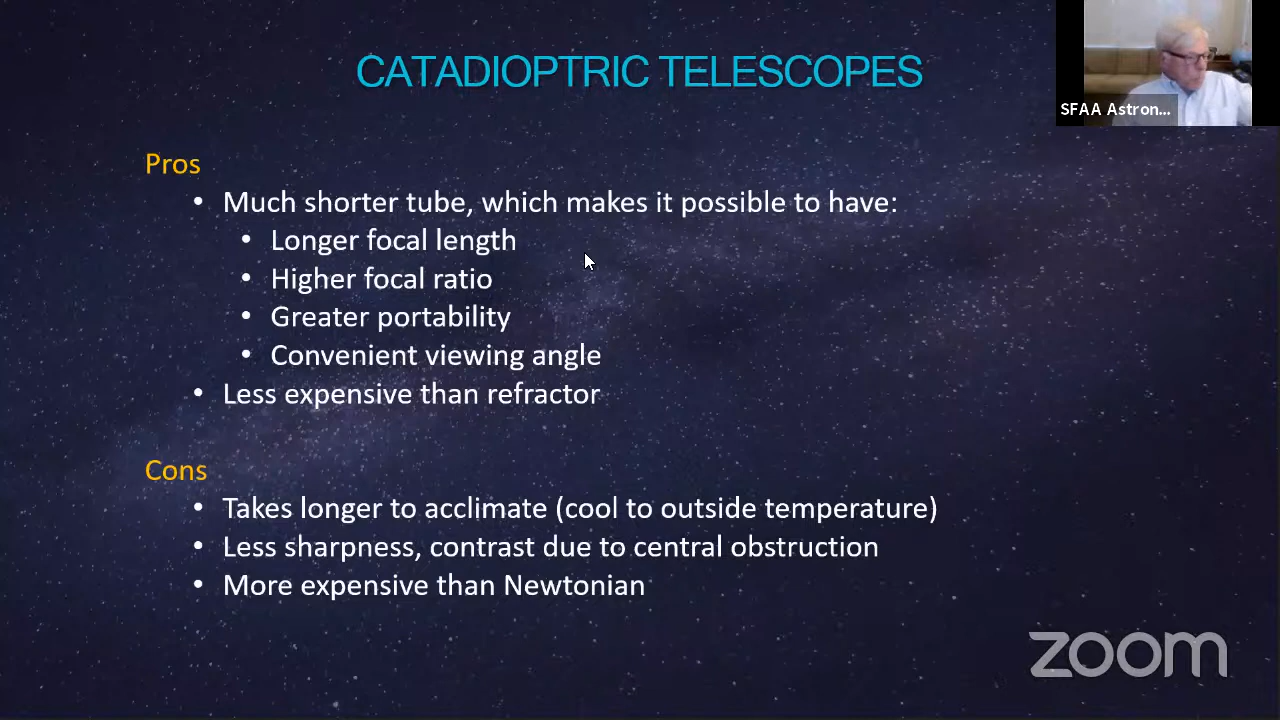 CATADIOPTRIC TELESCOPES
SFAA Astron...
Pros
• Much shorter tube, which makes it possible to have:
• Longer focal length
• Higher focal ratio
• Greater portability
• Convenient viewing angle
• Less expensive than refractor
Cons
• Takes longer to acclimate (cool to outside temperature)
• Less sharpness, contrast due to central obstruction
• More expensive than Newtonian
zoom